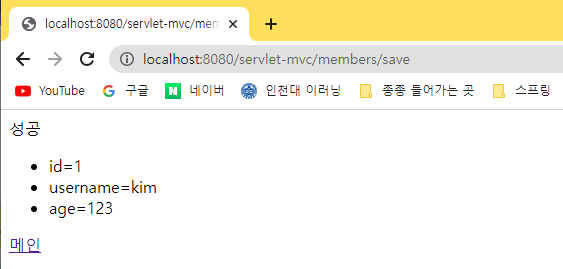 localhost:8080/servlet-mvc/mem
localhost:8080/servlet-mvc/members/save
YouTube 구글 네이버 인천대 이러닝 종종 들어가는 곳 스프링
성공
id=1
username=kim
age=123
메인